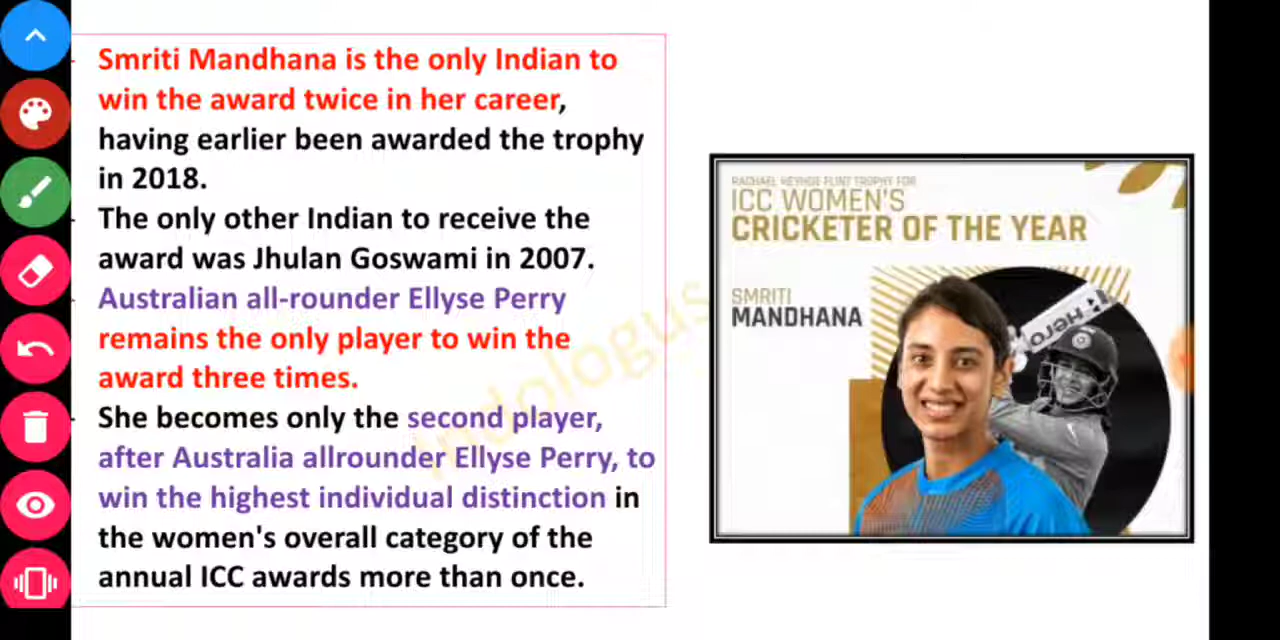 Smriti Mandhana is the only Indian to
win the award twice in her career,
having earlier been awarded the trophy
in 2018.
The only other Indian to receive the
award was Jhulan Goswami in 2007.
Australian all-rounder Ellyse Perry
remains the only player to win the
award three times.
She becomes only the second player,
after Australia allrounder Ellyse Perry, to
win the highest individual distinction in
the women's overall category of the
annual ICC awards more than once.
RACHAEL HEYHOE FLINT TROPHY FOR
ICC WOMEN'S
CRICKETER OF THE YEAR
SMRITI
MANDHANA
Hero
Indologus